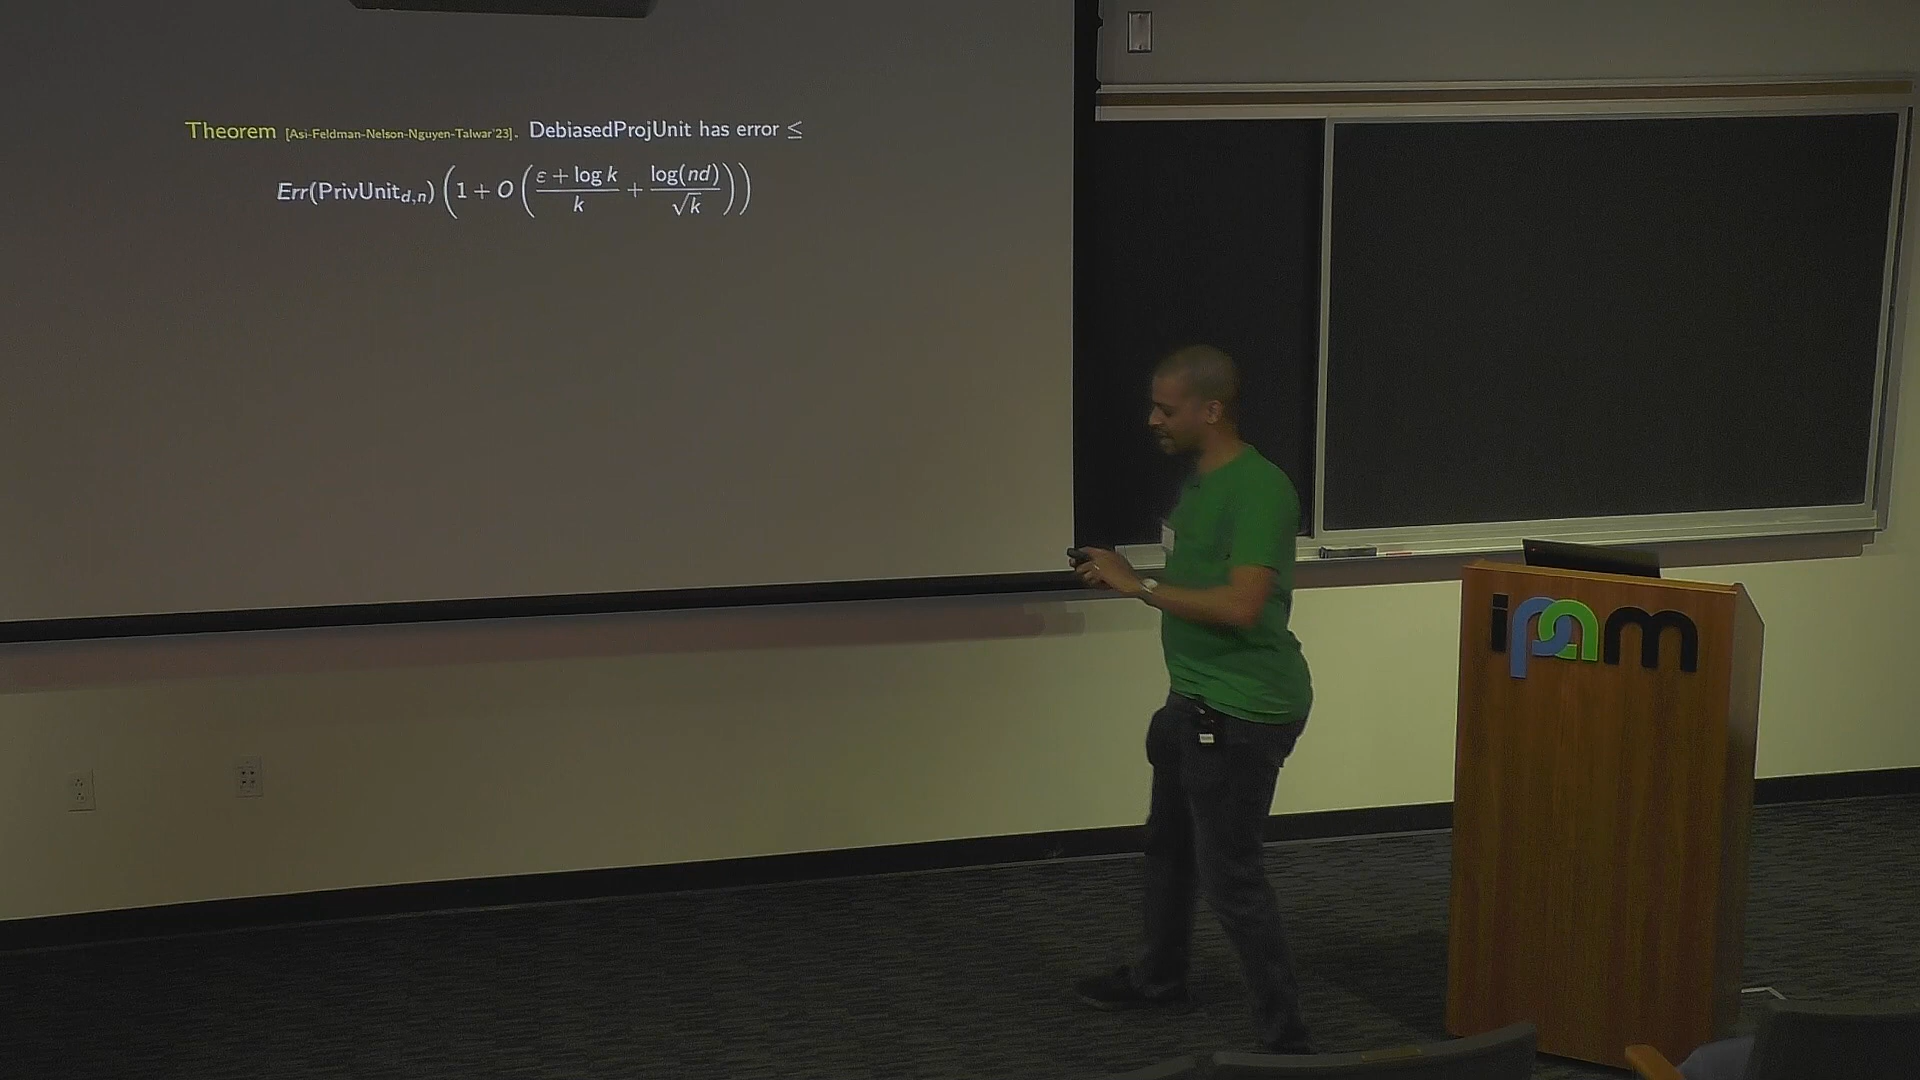 Theorem [Asi-Feldman-Nelson-Nguyen-Talwar'23]. DebiasedProjUnit has error ≤
Err(PrivUnit_{d,n}) (1 + O((ε + log k)/k + log(nd)/√k))
ipam